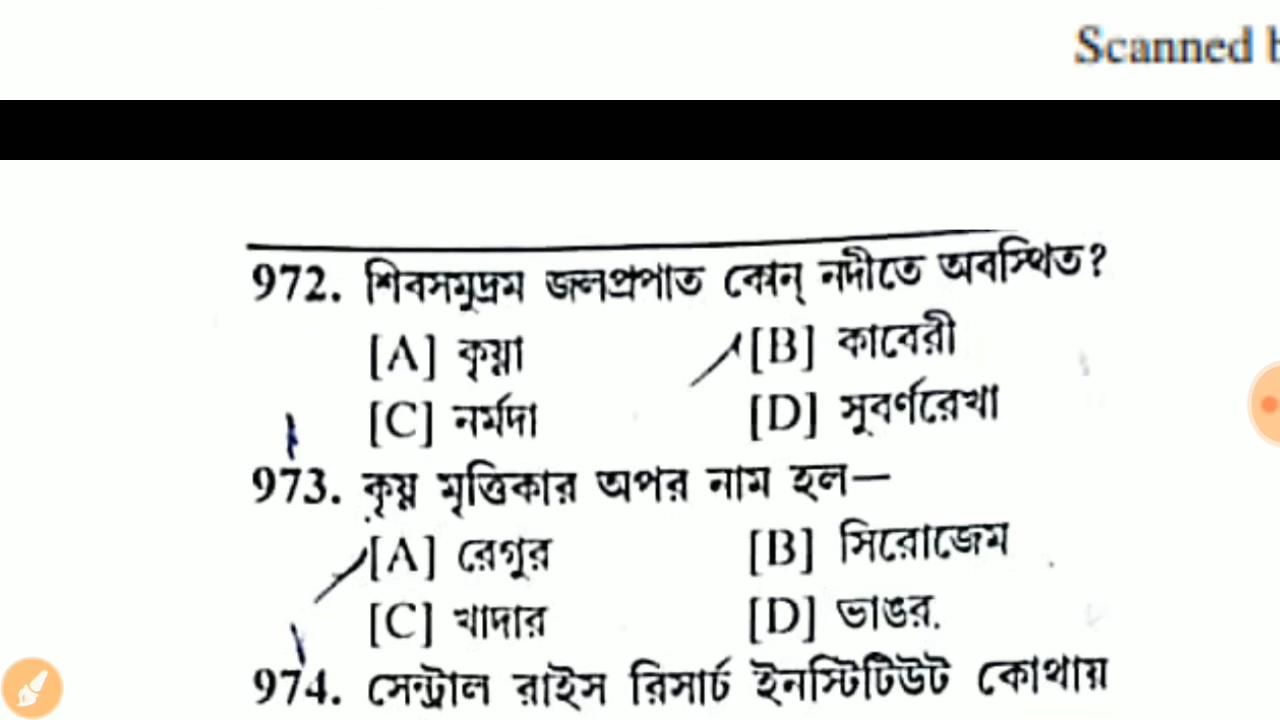 Scanned b
972. শিবসমুদ্রম জলপ্রপাত কোন্ নদীতে অবস্থিত?
[A] কৃষ্ণা [B] কাবেরী
[C] নর্মদা [D] সুবর্ণরেখা
973. কৃষ্ণ মৃত্তিকার অপর নাম হল—
[A] রেগুর [B] সিরোজেম
[C] খাদার [D] ভাঙর.
974. সেন্ট্রাল রাইস রিসার্চ ইনস্টিটিউট কোথায়